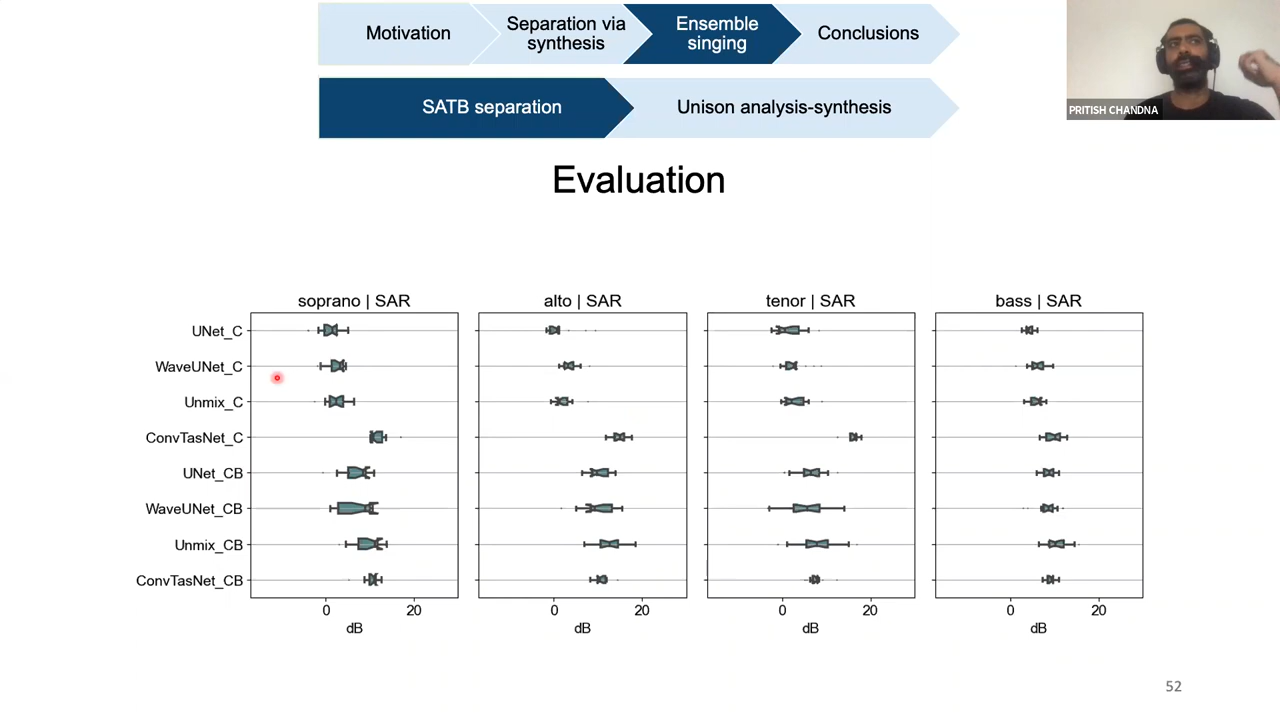 Motivation
Separation via
synthesis
Ensemble
singing
Conclusions
PRITISH CHANDNA
SATB separation
Unison analysis-synthesis
Evaluation
soprano | SAR
alto | SAR
tenor | SAR
bass | SAR
UNet_C
WaveUNet_C
Unmix_C
ConvTasNet_C
UNet_CB
WaveUNet_CB
Unmix_CB
ConvTasNet_CB
0 20 0 20 0 20 0 20
dB dB dB dB
52